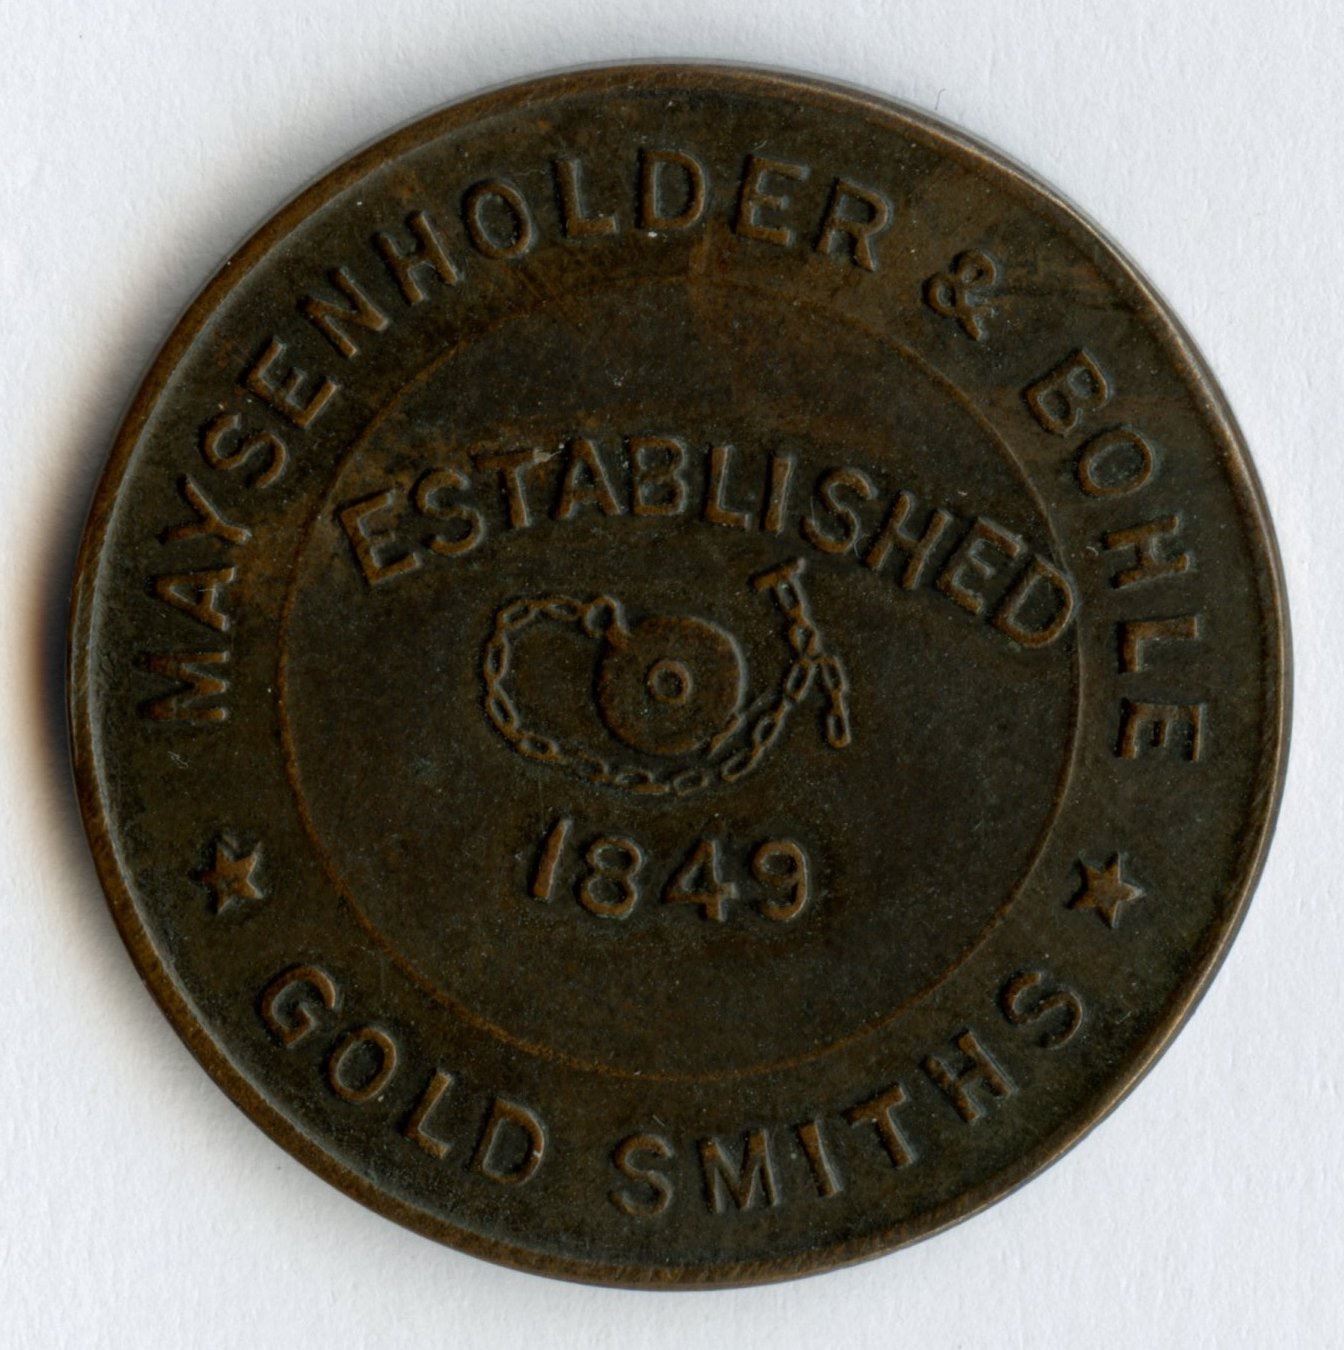 MAYSENHOLDER & BOHLE
ESTABLISHED
1849
GOLD SMITHS